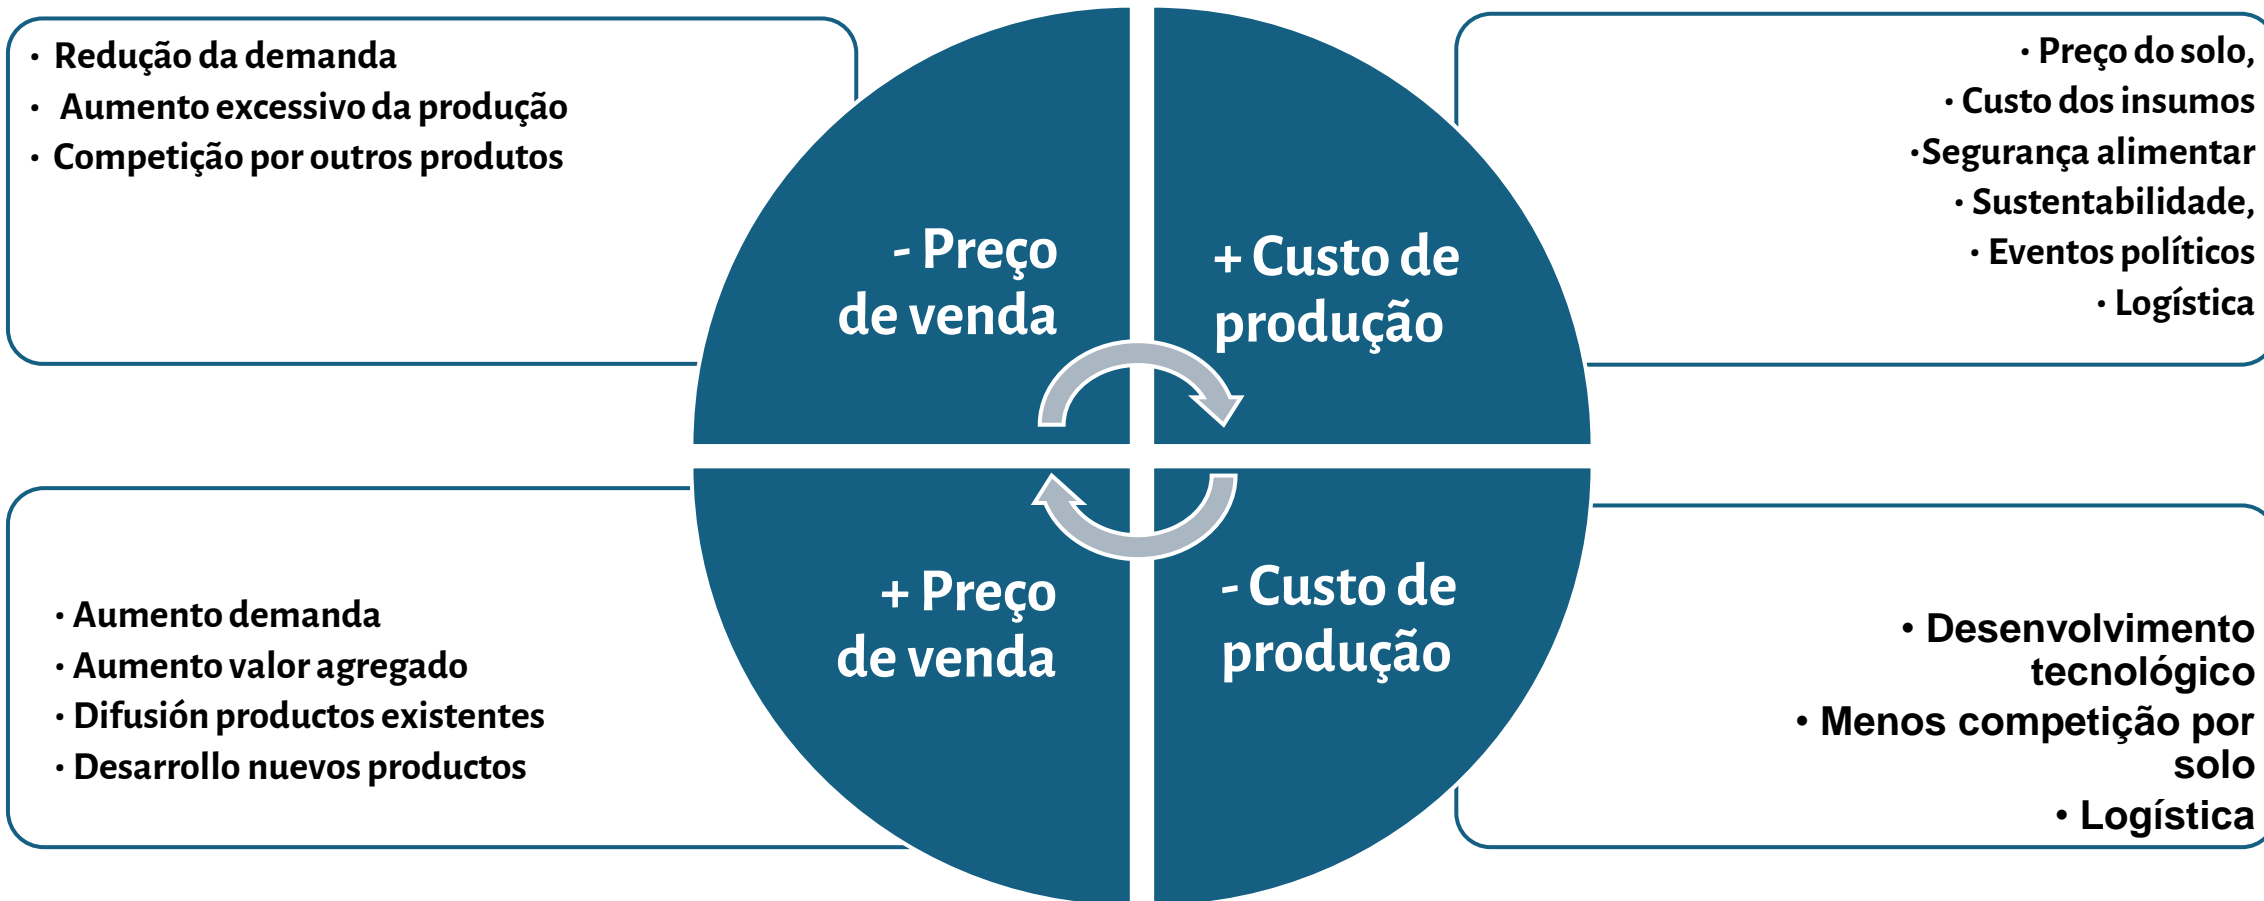 • Redução da demanda
• Aumento excessivo da produção
• Competição por outros produtos
- Preço
de venda
+ Custo de
produção
• Preço do solo,
• Custo dos insumos
•Segurança alimentar
• Sustentabilidade,
• Eventos políticos
• Logística
• Aumento demanda
• Aumento valor agregado
• Difusión productos existentes
• Desarrollo nuevos productos
+ Preço
de venda
- Custo de
produção
• Desenvolvimento
tecnológico
• Menos competição por
solo
• Logística